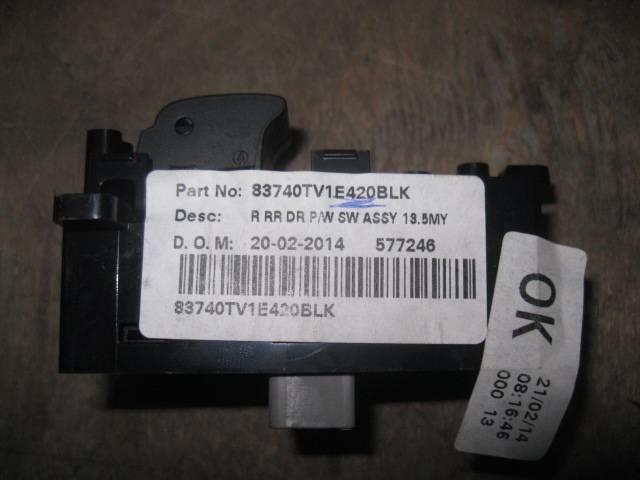 Part No: 83740TV1E420BLK
Desc: R RR DR P/W SW ASSY 13.5MY
D. O. M: 20-02-2014 577246
83740TV1E420BLK
OK
21/02/14
08:16:46
000 13